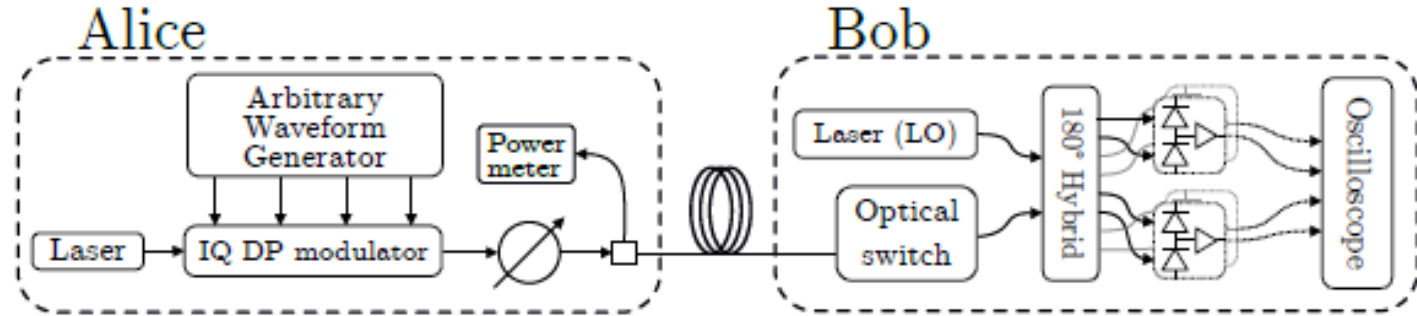 Alice
Bob
Arbitrary
Waveform
Generator
Power
meter
Laser
IQ DP modulator
Laser (LO)
Optical
switch
180° Hybrid
Oscilloscope